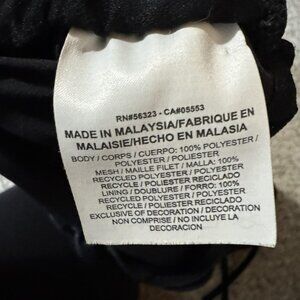 RN#56323 - CA#05553
MADE IN MALAYSIA/FABRIQUE EN
MALAISIE/HECHO EN MALASIA
BODY / CORPS / CUERPO: 100% POLYESTER /
POLYESTER / POLIESTER
MESH / MAILLE FILET / MALLA: 100%
RECYCLED POLYESTER / POLYESTER
RECYCLE / POLIESTER RECICLADO
LINING / DOUBLURE / FORRO: 100%
RECYCLED POLYESTER / POLYESTER
RECYCLE / POLIESTER RECICLADO
EXCLUSIVE OF DECORATION / DECORATION
NON COMPRISE / NO INCLUYE LA
DECORACION